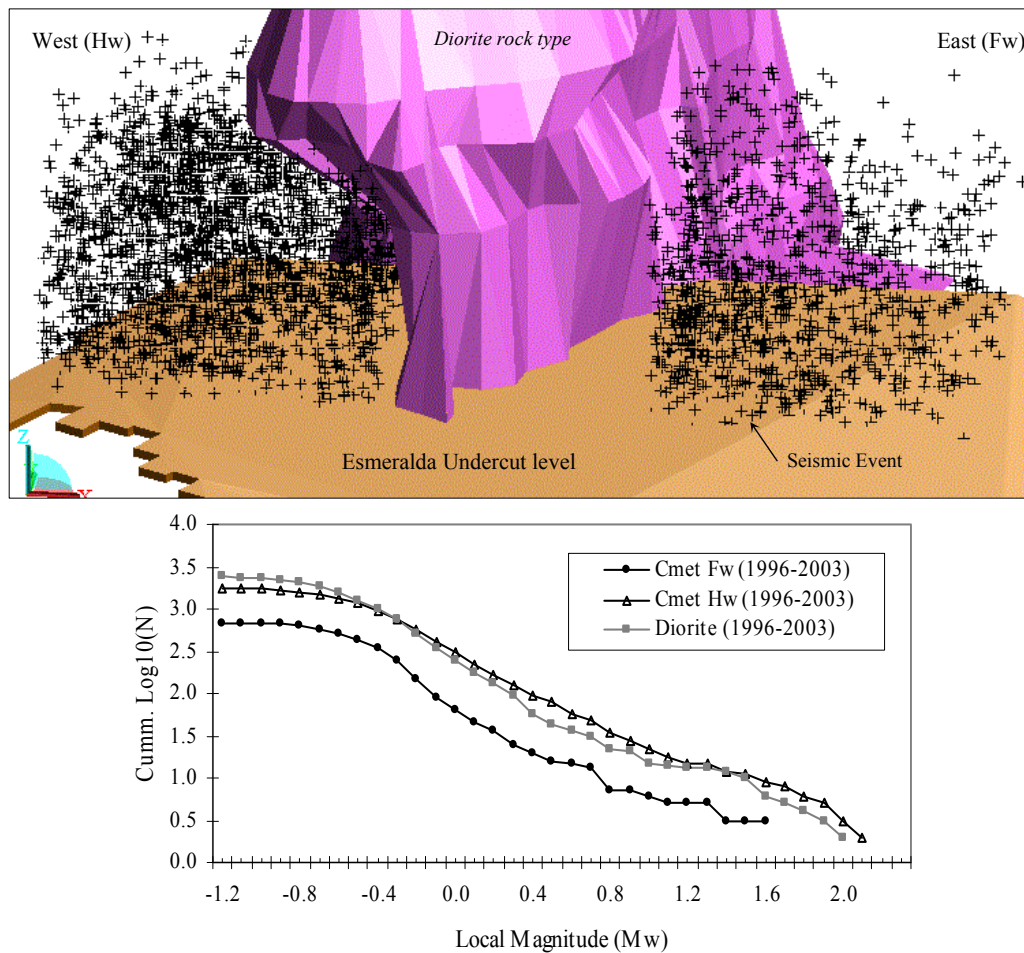 West (Hw)
Diorite rock type
East (Fw)
Esmeralda Undercut level
Seismic Event
Z
Y
X
4.0
3.5
3.0
2.5
2.0
1.5
1.0
0.5
0.0
Cumm. Log10(N)
Cmet Fw (1996-2003)
Cmet Hw (1996-2003)
Diorite (1996-2003)
-1.2 -0.8 -0.4 0.0 0.4 0.8 1.2 1.6 2.0
Local Magnitude (Mw)